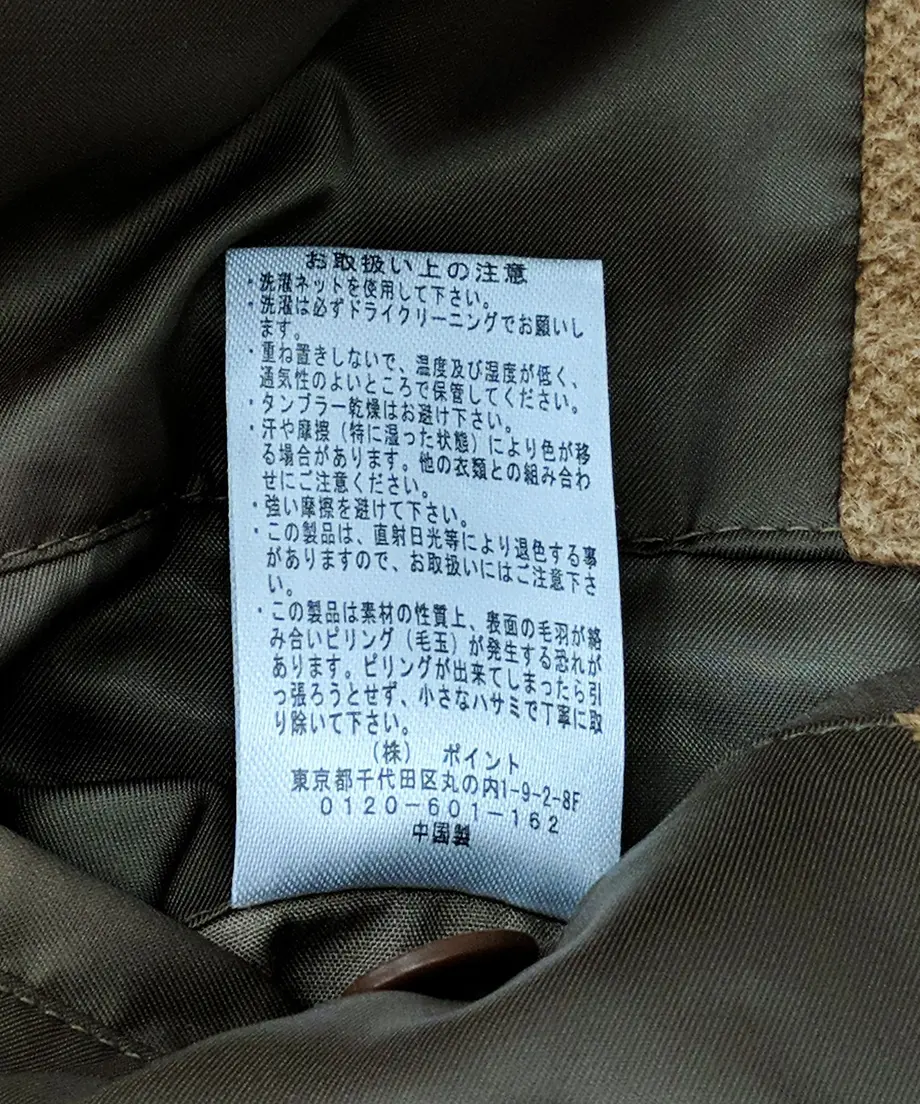 お取扱い上の注意
・洗濯ネットを使用して下さい。
・洗濯は必ずドライクリーニングでお願いし
ます。
・重ね置きしないで、温度及び湿度が低く、
通気性のよいところで保管してください。
・タンブラー乾燥はお避け下さい。
・汗や摩擦（特に湿った状態）により色が移
る場合があります。他の衣類との組み合わ
せにご注意ください。
・強い摩擦を避けて下さい。
・この製品は、直射日光等により退色する事
がありますので、お取扱いにはご注意下さ
い。
・この製品は素材の性質上、表面の毛羽が絡
み合いピリング（毛玉）が発生する恐れが
あります。ピリングが出来てしまったら引
っ張ろうとせず、小さなハサミで丁寧に取
り除いて下さい。
（株）　ポイント
東京都千代田区丸の内1-9-2-8F
0120-601-162
中国製